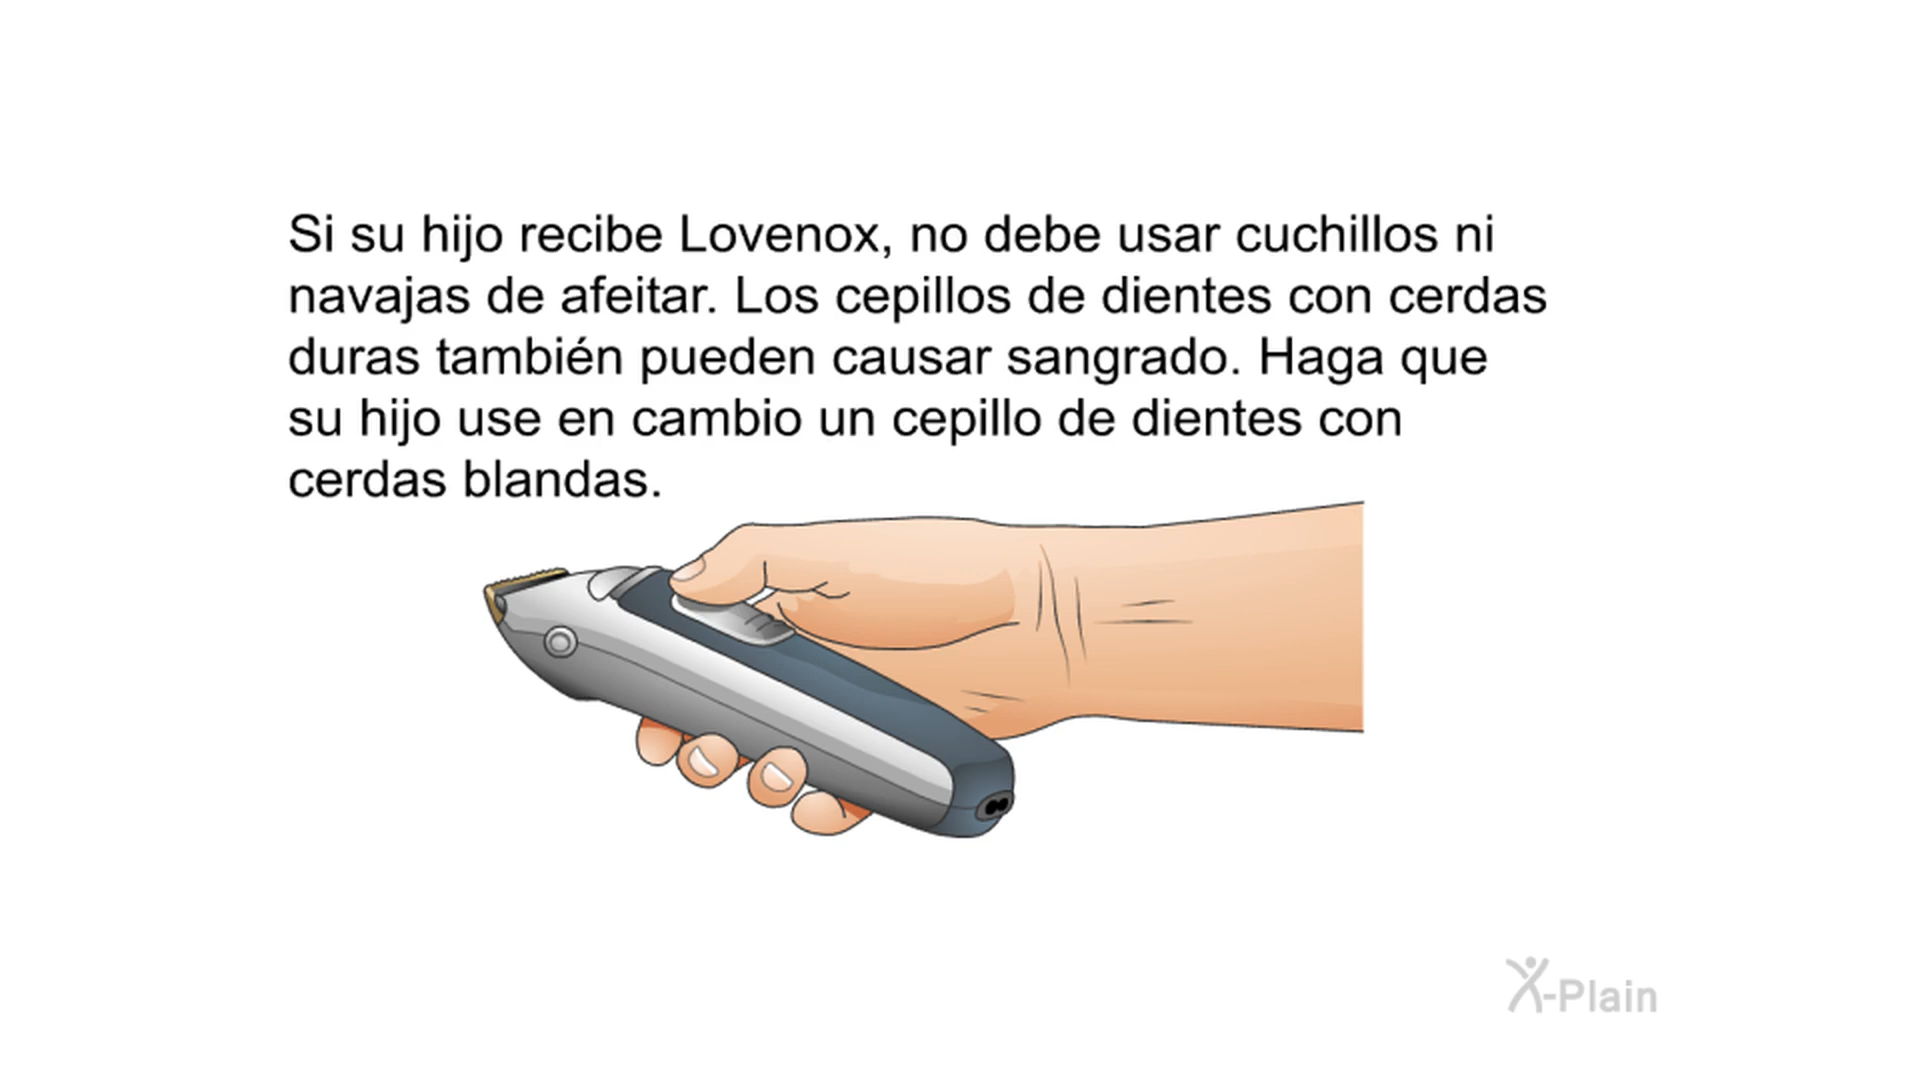 Si su hijo recibe Lovenox, no debe usar cuchillos ni
navajas de afeitar. Los cepillos de dientes con cerdas
duras también pueden causar sangrado. Haga que
su hijo use en cambio un cepillo de dientes con
cerdas blandas.
X-Plain